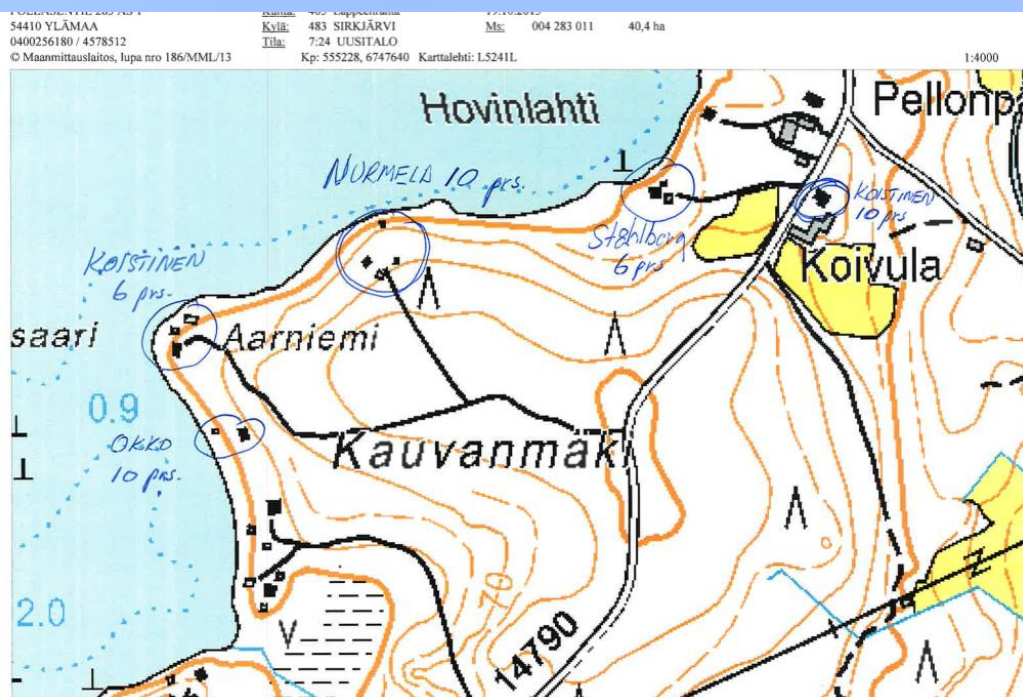 54410 YLÄMAA
Kylä: 483 SIRKJÄRVI
Ms: 004 283 011 40,4 ha
0400256180 / 4578512
Tila: 7:24 UUSITALO
© Maanmittauslaitos, lupa nro 186/MML/13
Kp: 555228, 6747640 Karttalehti: L5241L
1:4000
Hovinlahti
Pellonp
NURMELA 10 prs.
KOISTINEN
10 prs
Ståhlberg
6 prs
KOISTINEN
6 prs.
Koivula
saari
Aarniemi
0.9
OKKO
10 prs.
Kauvanmäki
70
2.0
14790